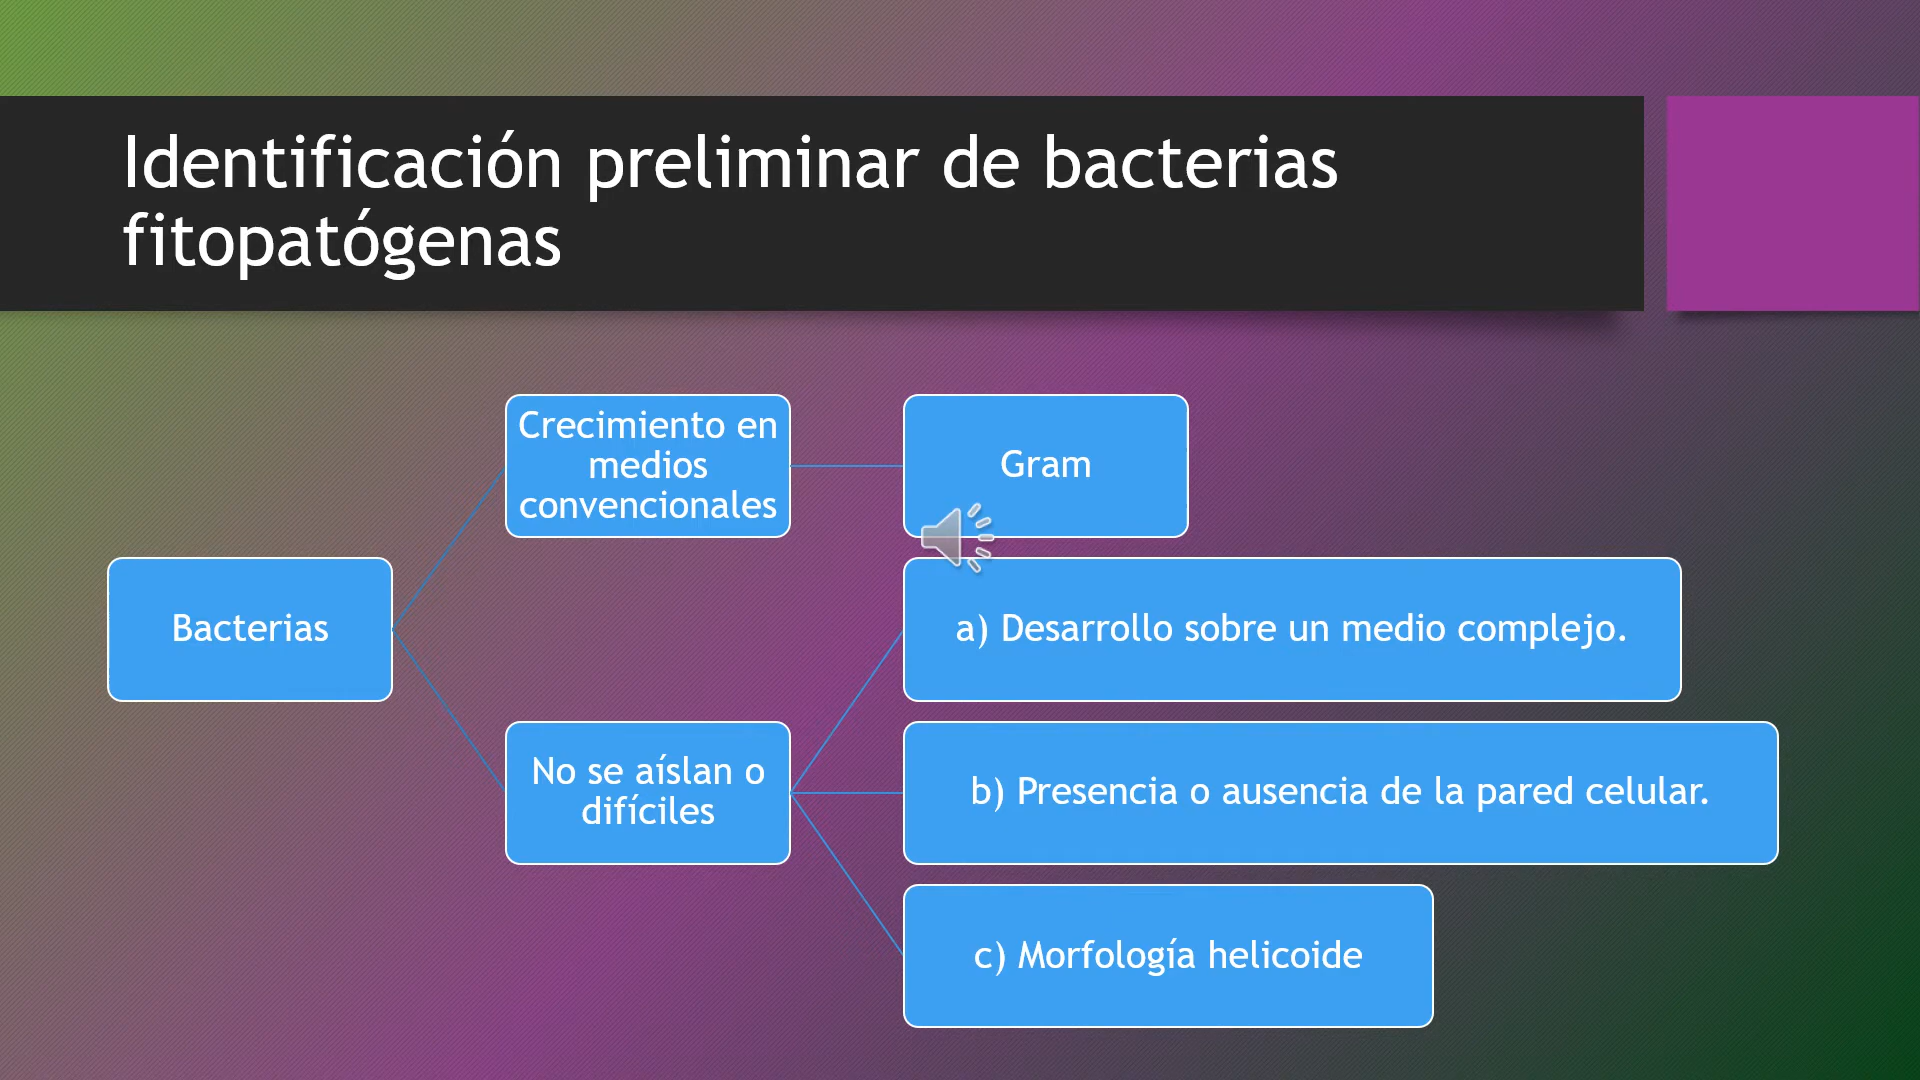 Identificación preliminar de bacterias
fitopatógenas
Bacterias
Crecimiento en
medios
convencionales
Gram
No se aíslan o
difíciles
a) Desarrollo sobre un medio complejo.
b) Presencia o ausencia de la pared celular.
c) Morfología helicoide